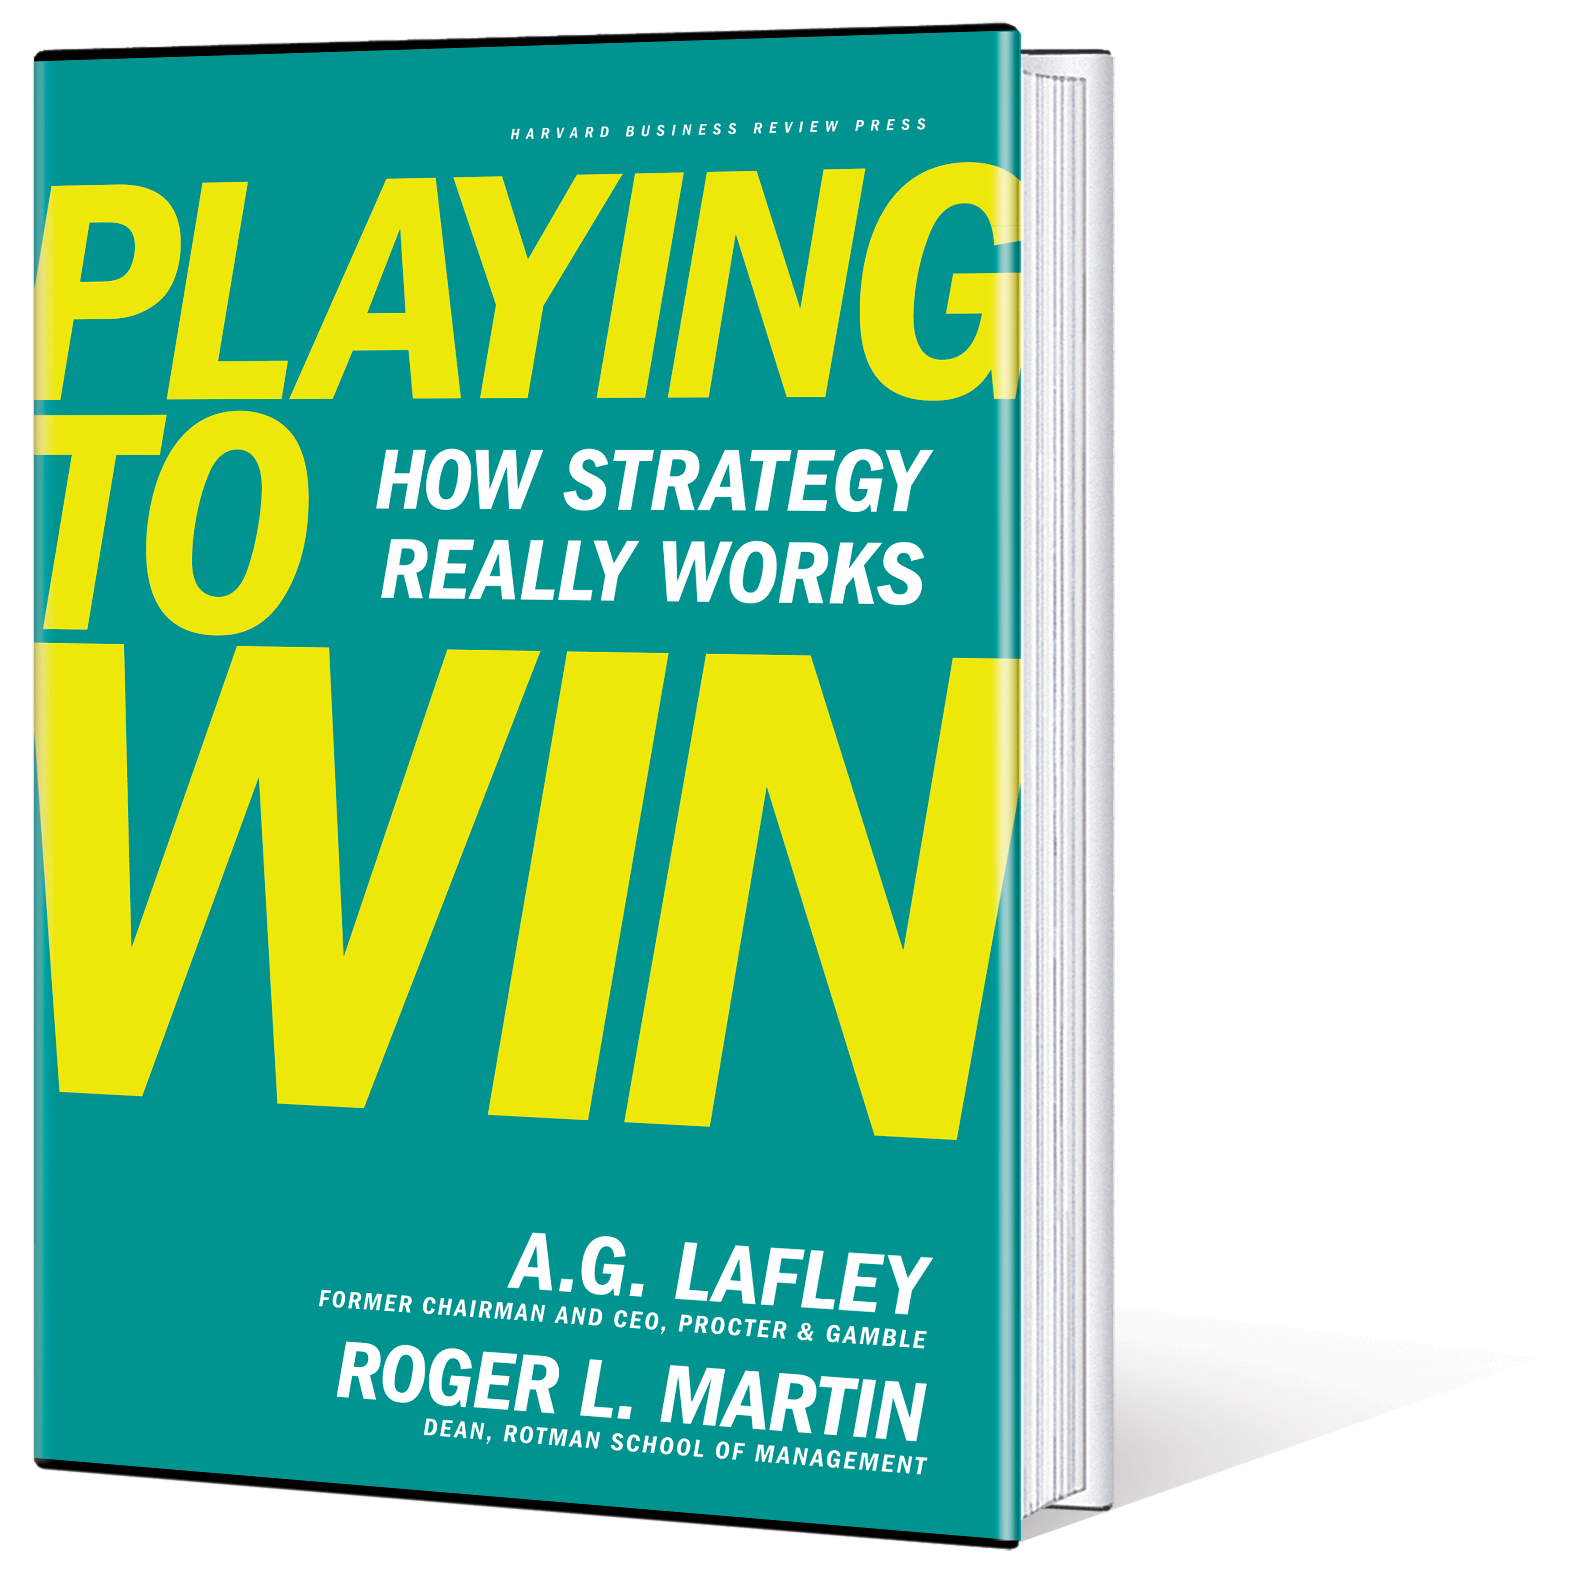 HARVARD BUSINESS REVIEW PRESS
PLAYING
TO
HOW STRATEGY
REALLY WORKS
WIN
A.G. LAFLEY
FORMER CHAIRMAN AND CEO, PROCTER & GAMBLE
ROGER L. MARTIN
DEAN, ROTMAN SCHOOL OF MANAGEMENT